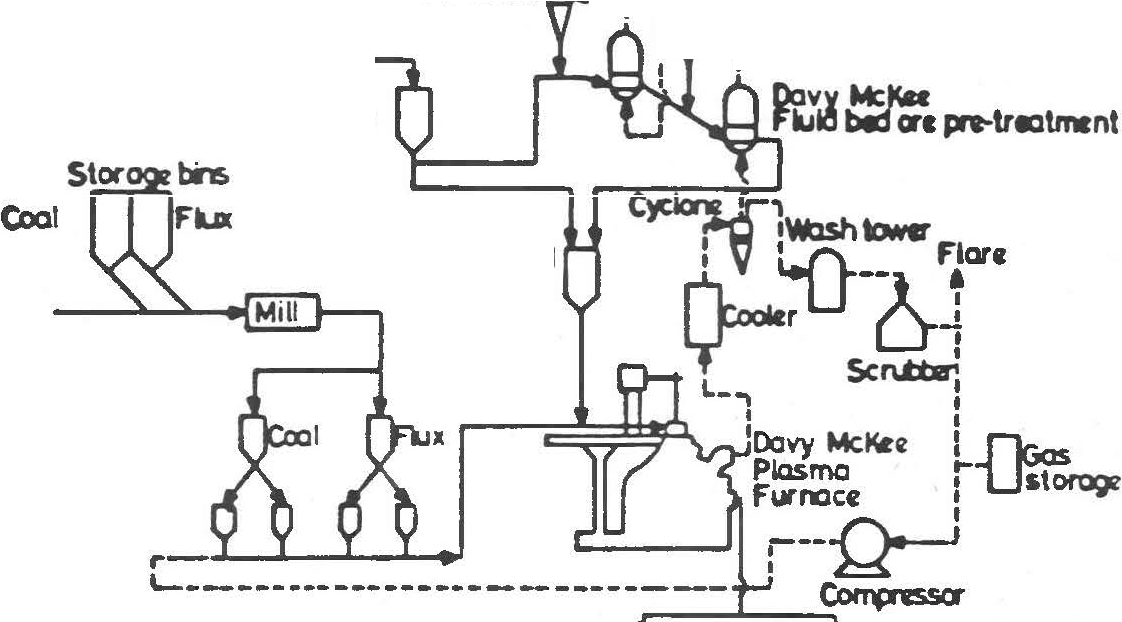 Davy McKee
Fluid bed ore pre-treatment
Storage bins
Coal
Flux
Cyclone
Wash tower
Flare
Mill
Cooler
Scrubber
Coal
Flux
Davy McKee
Plasma
Furnace
Gas
storage
Compressor